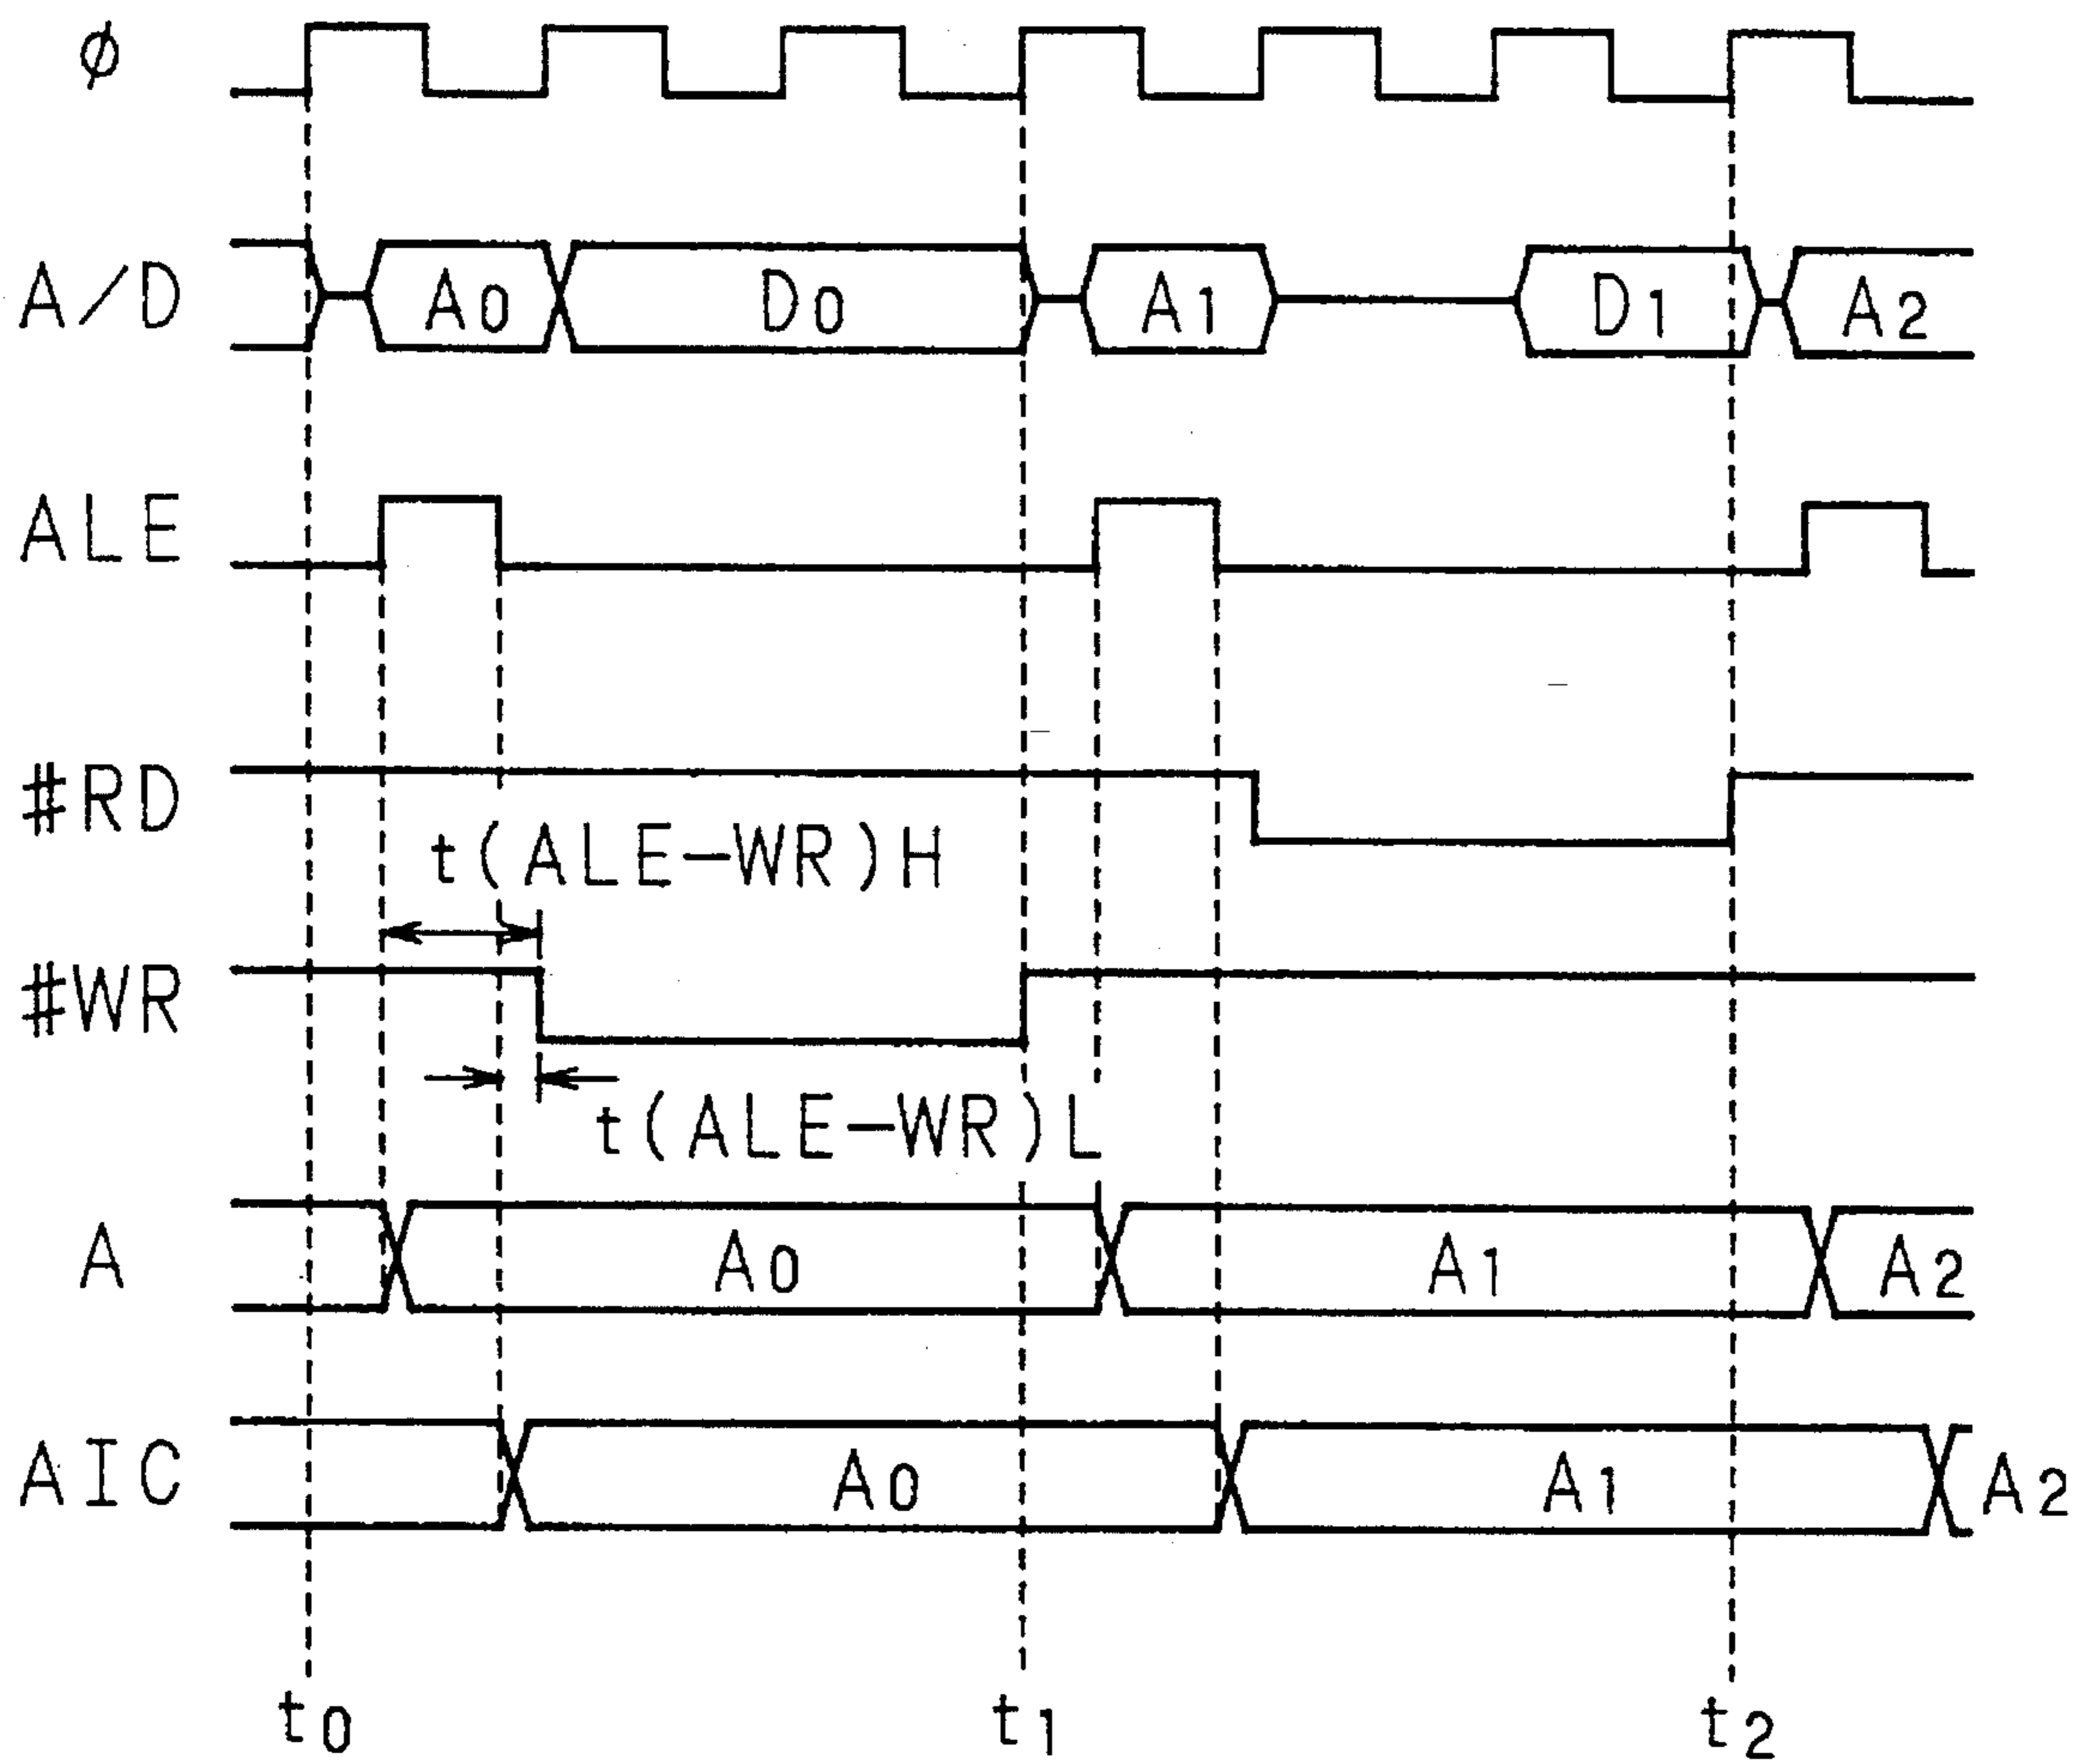 ϕ
A/D A0 D0 A1 D1 A2
ALE
#RD
t(ALE-WR)H
#WR
t(ALE-WR)L
A A0 A1 A2
AIC A0 A1 A2
t0 t1 t2